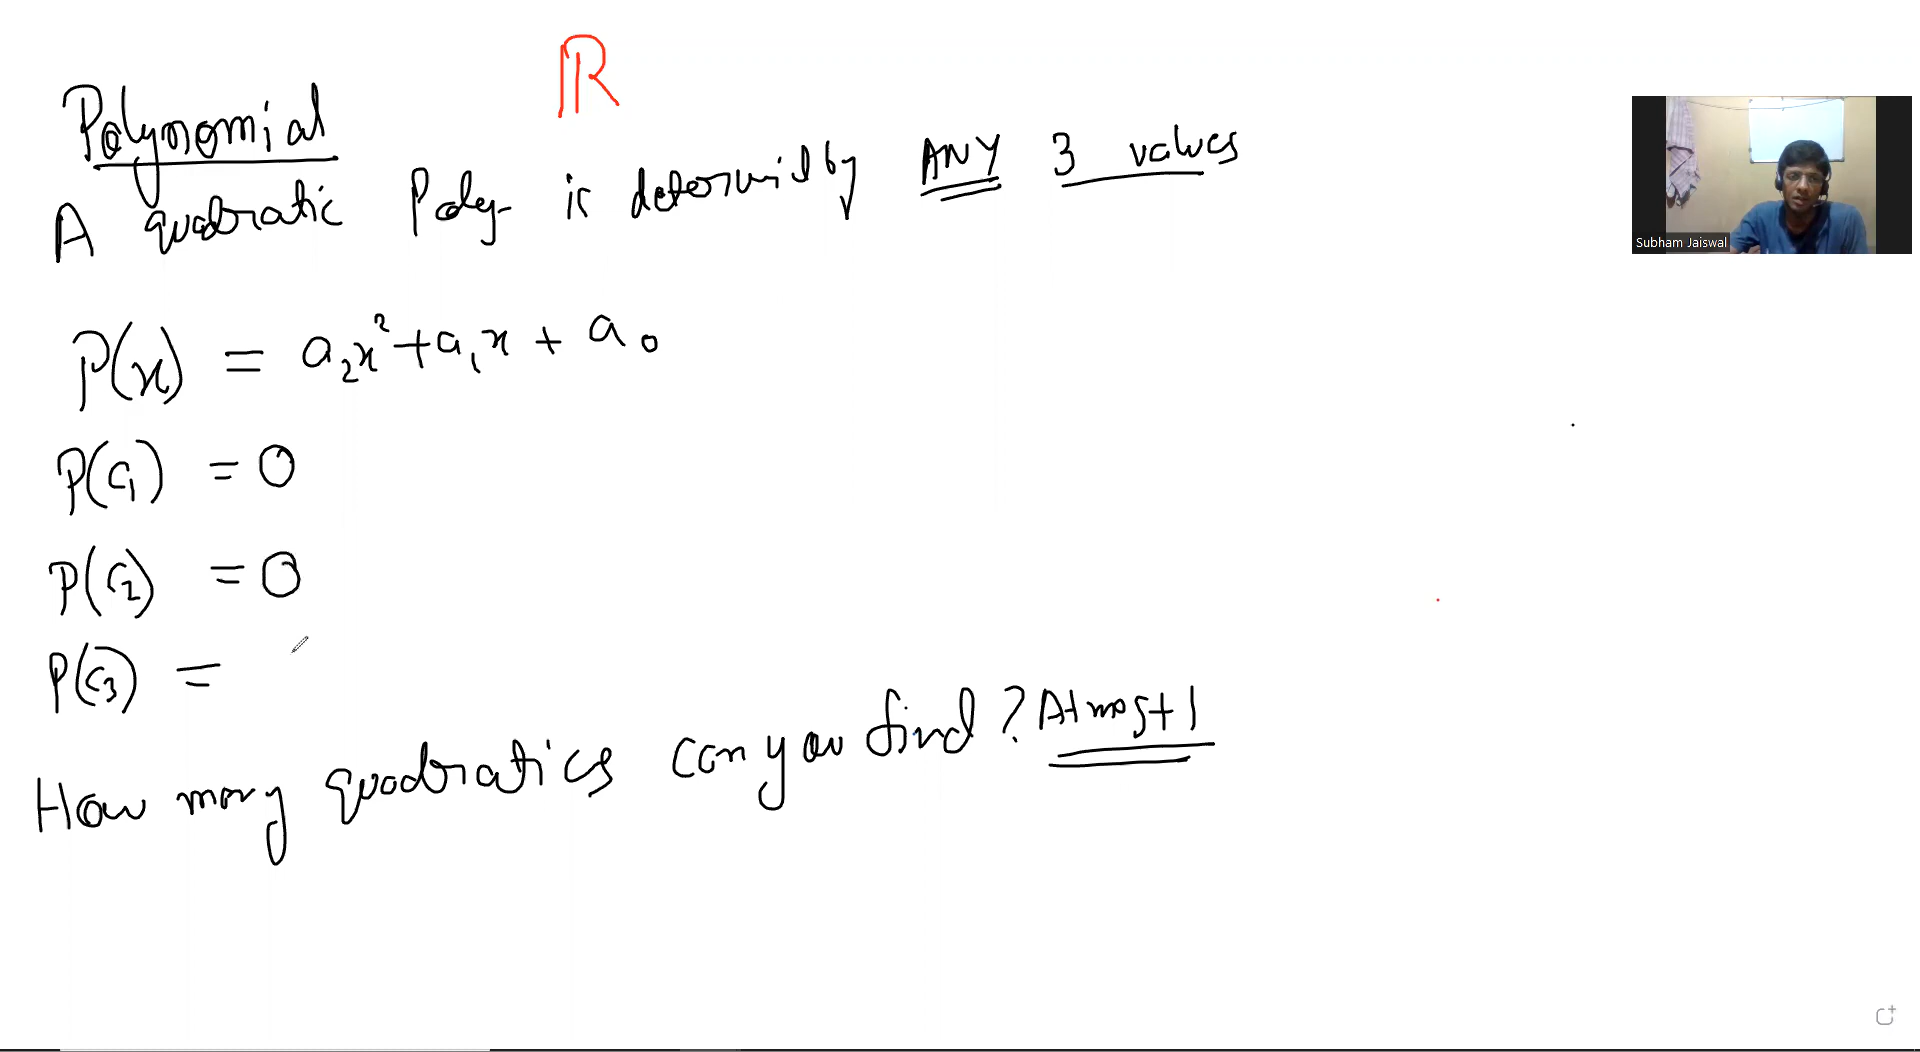 ℝ
Polynomial
A quadratic Poly is determined by ANY 3 values
Subham Jaiswal
P(x) = a₂x² + a₁x + a₀
P(c₁) = 0
P(c₂) = 0
P(c₃) =
How many quadratics can you find? Atmost 1